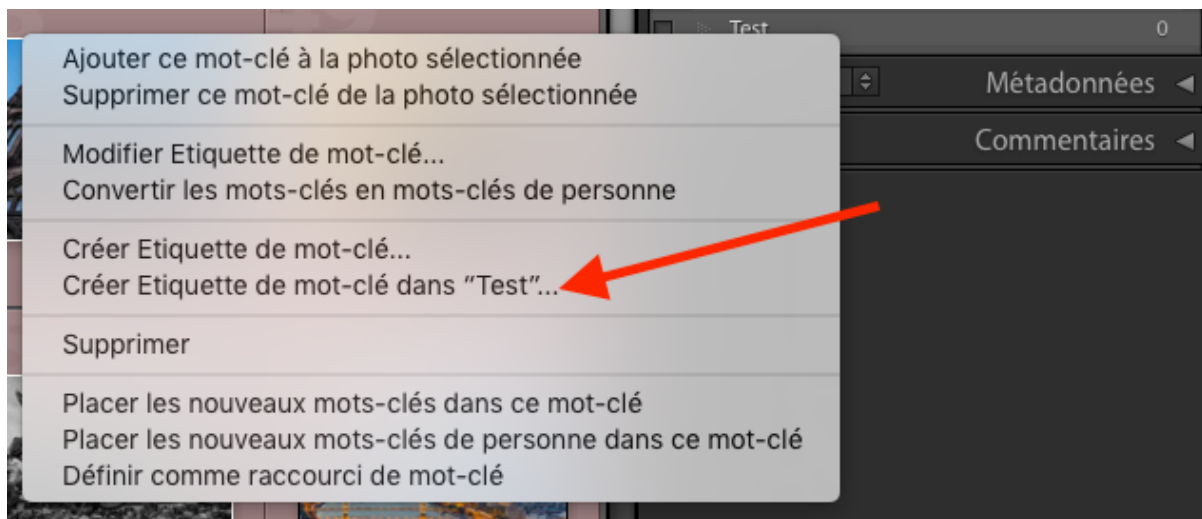 Test 0
Ajouter ce mot-clé à la photo sélectionnée
Supprimer ce mot-clé de la photo sélectionnée
Modifier Etiquette de mot-clé...
Convertir les mots-clés en mots-clés de personne
Créer Etiquette de mot-clé...
Créer Etiquette de mot-clé dans “Test”...
Supprimer
Placer les nouveaux mots-clés dans ce mot-clé
Placer les nouveaux mots-clés de personne dans ce mot-clé
Définir comme raccourci de mot-clé
Métadonnées
Commentaires